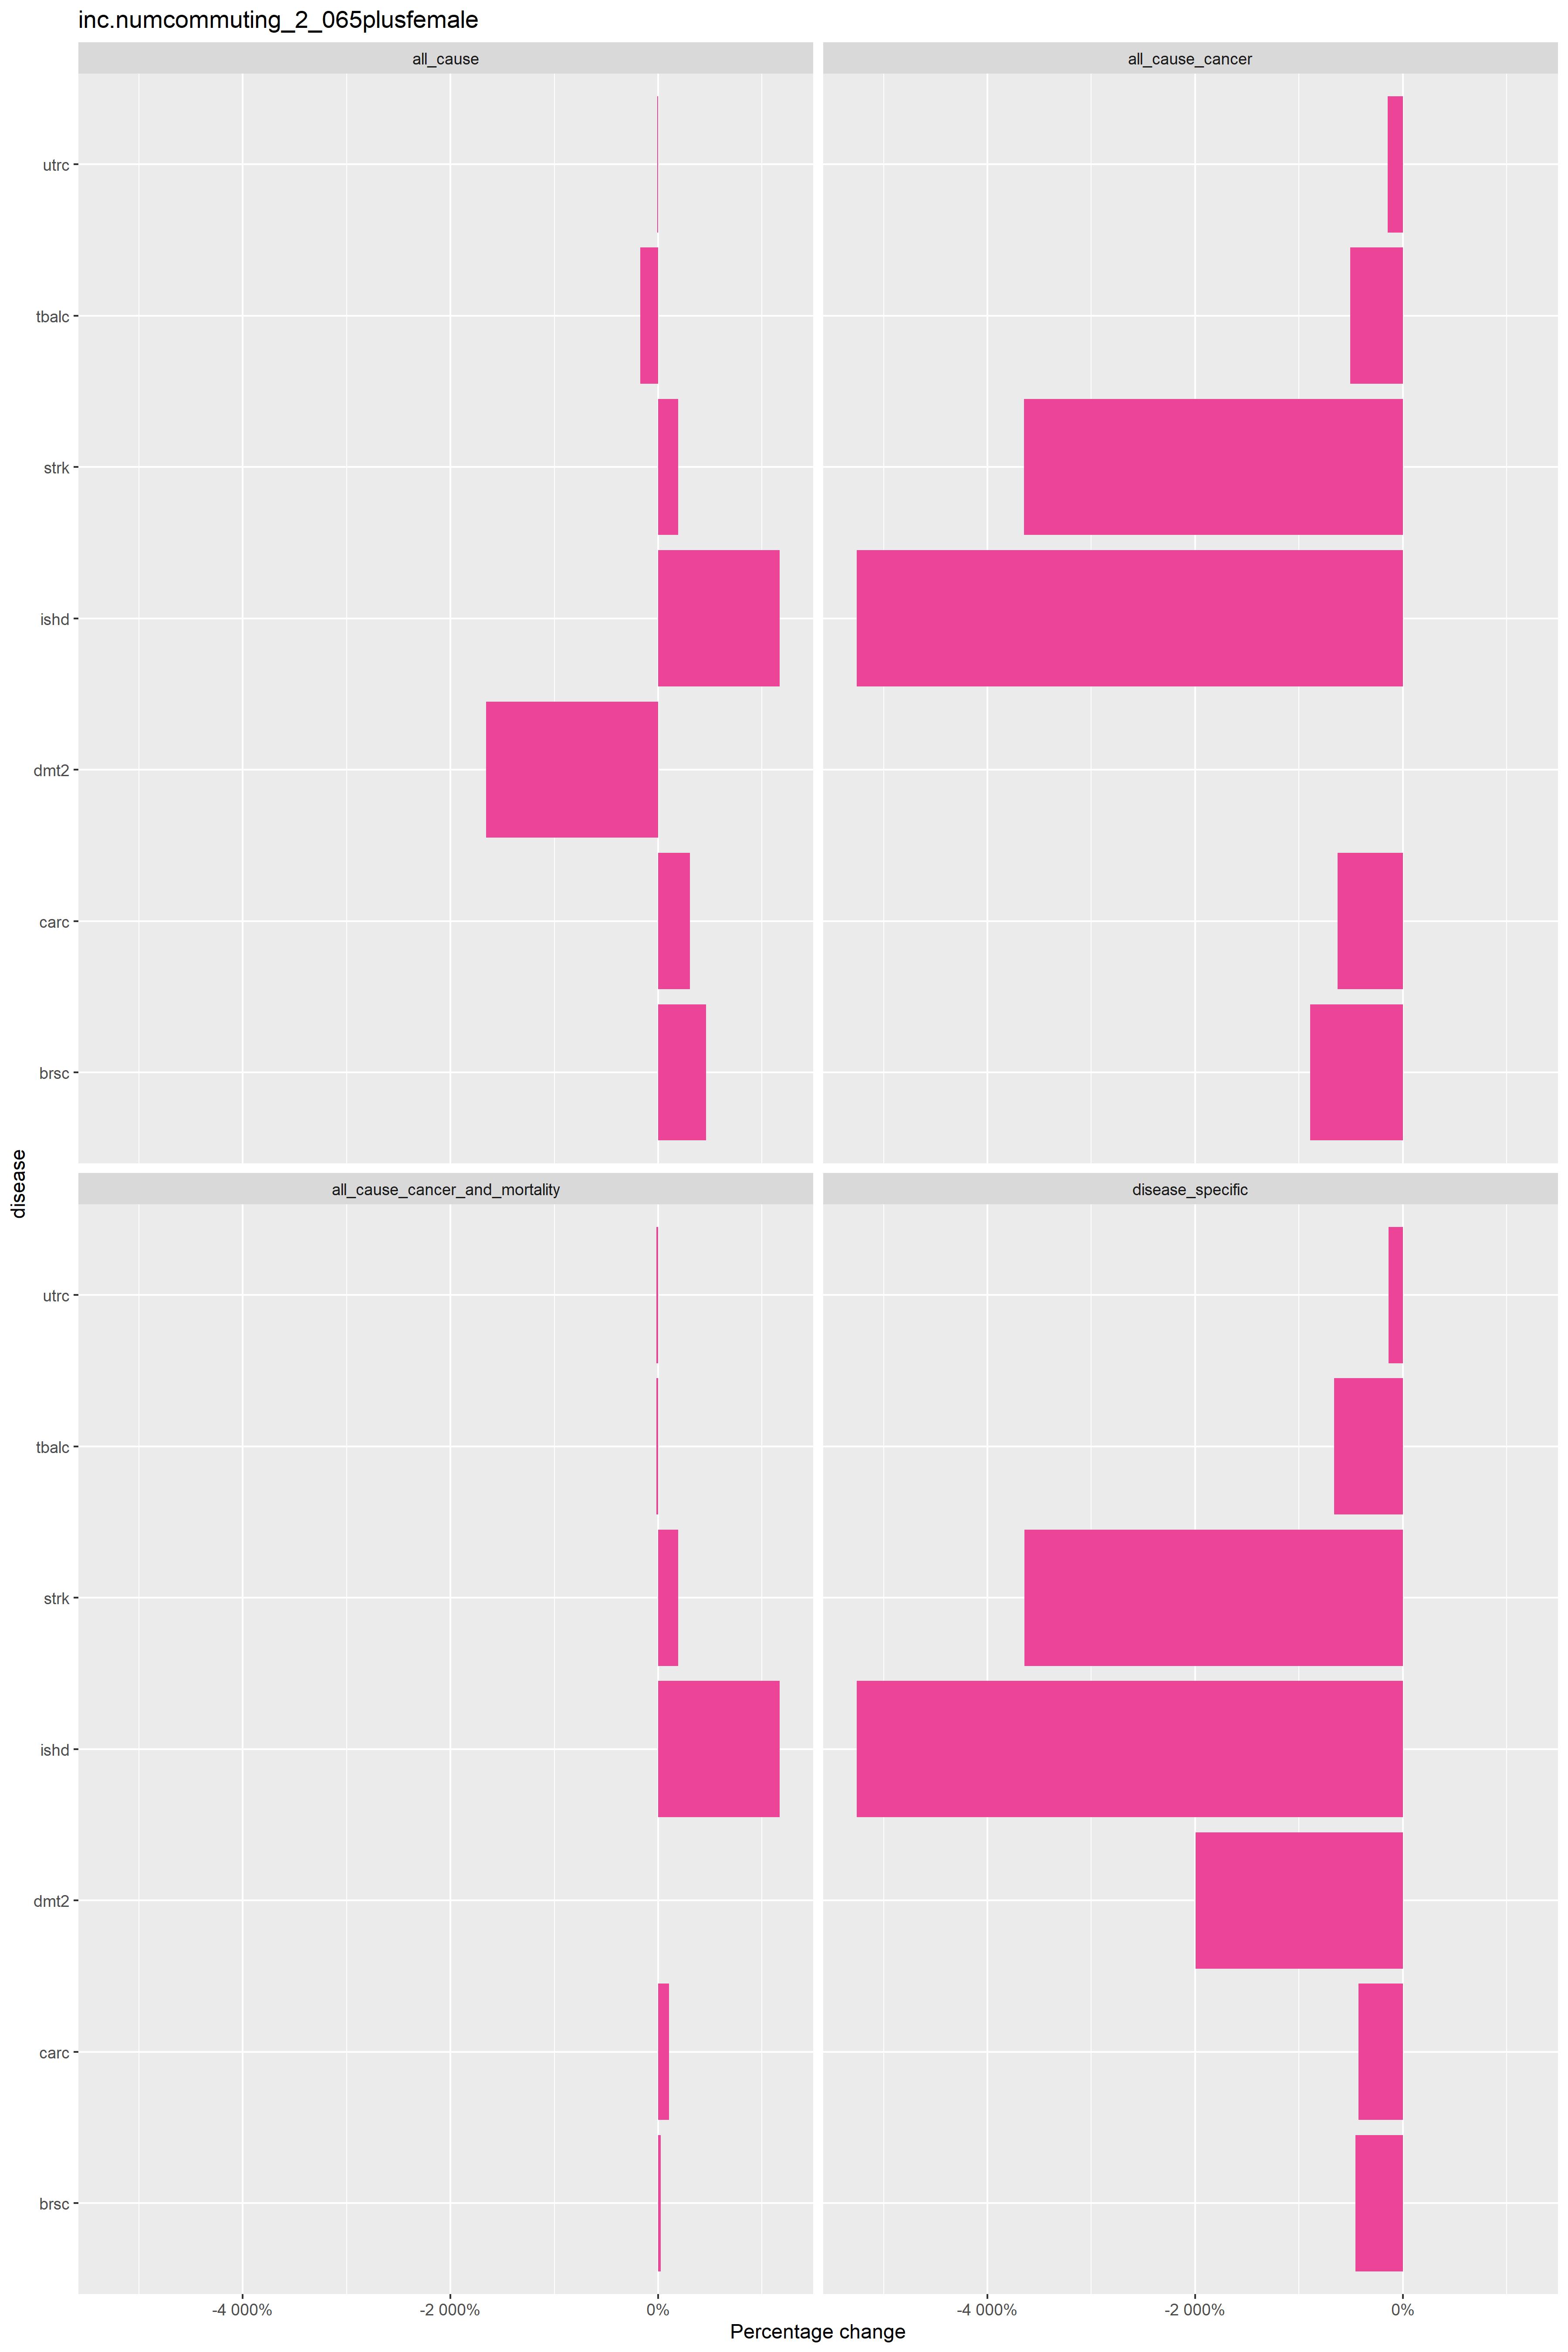 inc.numcommuting_2_065plusfemale
all_cause
all_cause_cancer
utrc
tbalc
strk
ishd
dmt2
carc
brsc
disease
all_cause_cancer_and_mortality
disease_specific
utrc
tbalc
strk
ishd
dmt2
carc
brsc
-4 000%
-2 000%
0%
-4 000%
-2 000%
0%
Percentage change